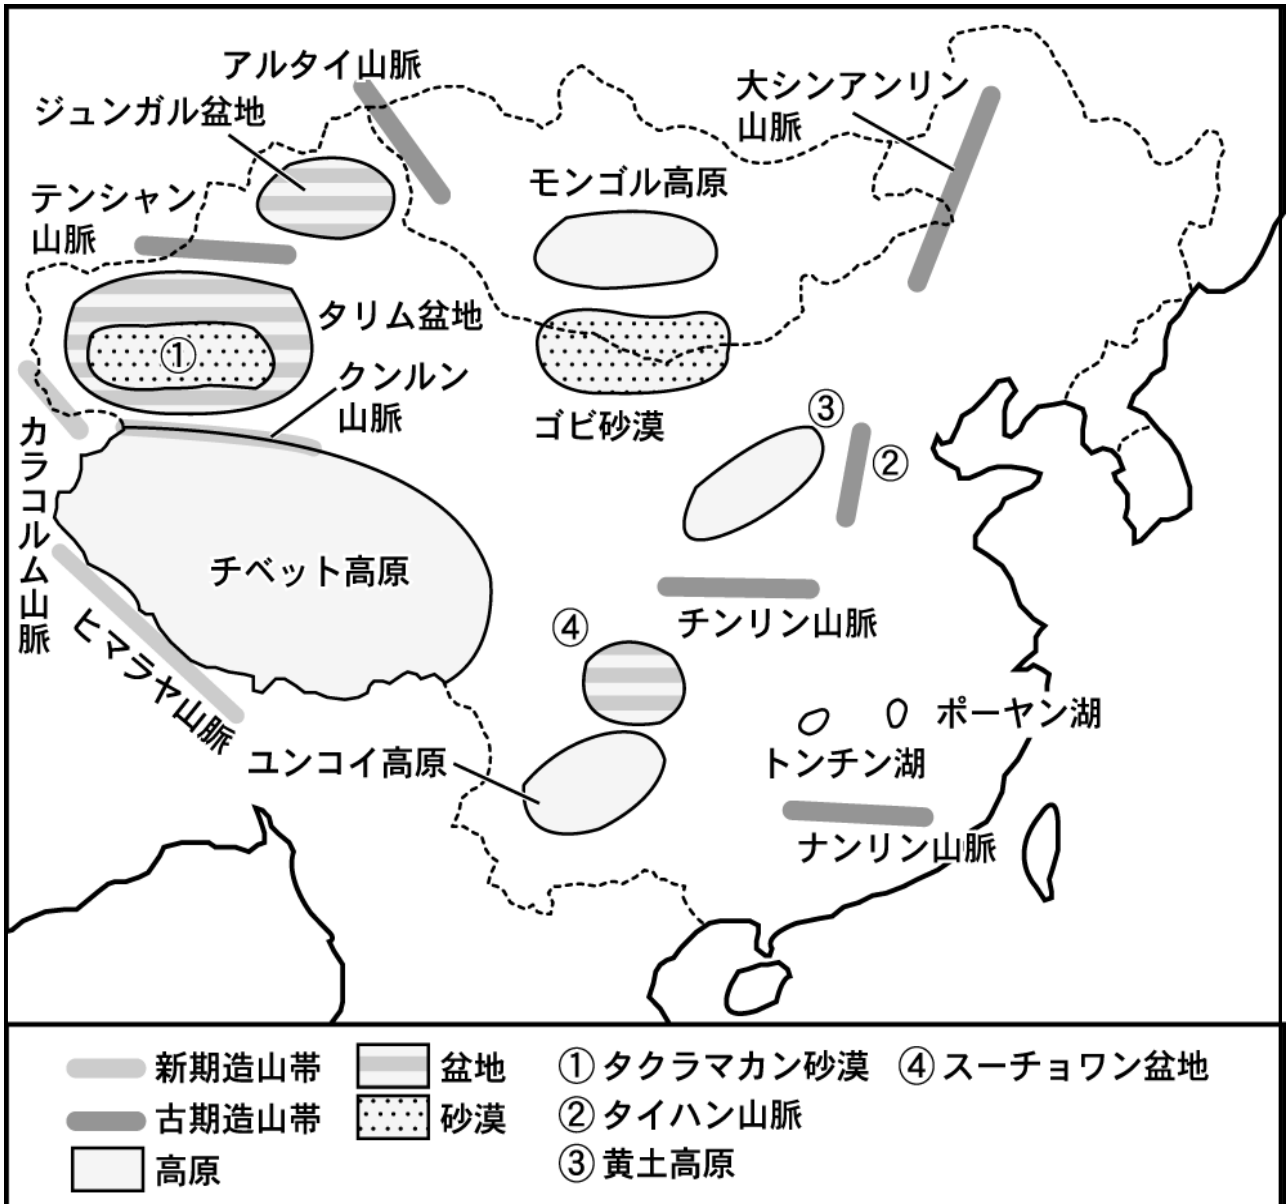 アルタイ山脈
ジュンガル盆地
大シンアンリン
山脈
モンゴル高原
テンシャン
山脈
タリム盆地
①
クンルン
山脈
ゴビ砂漠
③
②
カラコルム山脈
チベット高原
ヒマラヤ山脈
④
チンリン山脈
ポーヤン湖
トンチン湖
ユンコイ高原
ナンリン山脈
新期造山帯
盆地
①タクラマカン砂漠
④スーチョワン盆地
古期造山帯
砂漠
②タイハン山脈
高原
③黄土高原